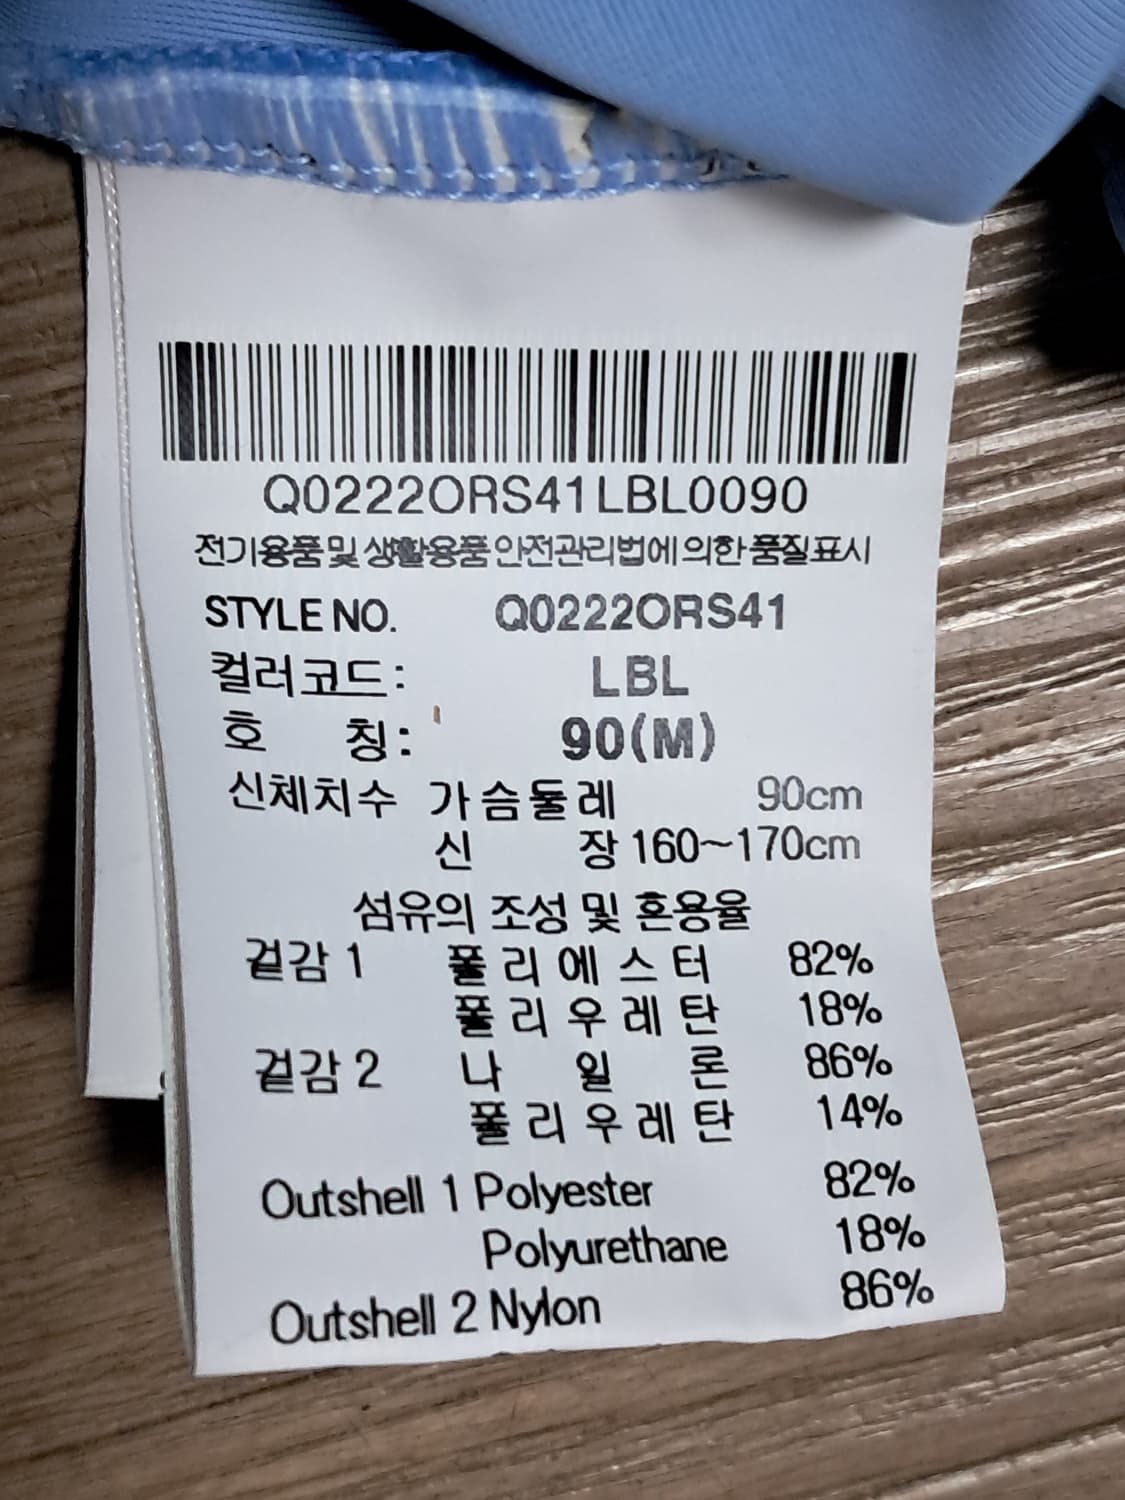 Q0222ORS41LBL0090
전기용품 및 생활용품 안전관리법에 의한 품질표시
STYLE NO. Q0222ORS41
컬러코드: LBL
호 칭: 90(M)
신체치수 가슴둘레 90cm
신 장 160~170cm
섬유의 조성 및 혼용율
겉감 1 폴리에스터 82%
폴리우레탄 18%
겉감 2 나 일 론 86%
폴리우레탄 14%
Outshell 1 Polyester 82%
Polyurethane 18%
Outshell 2 Nylon 86%